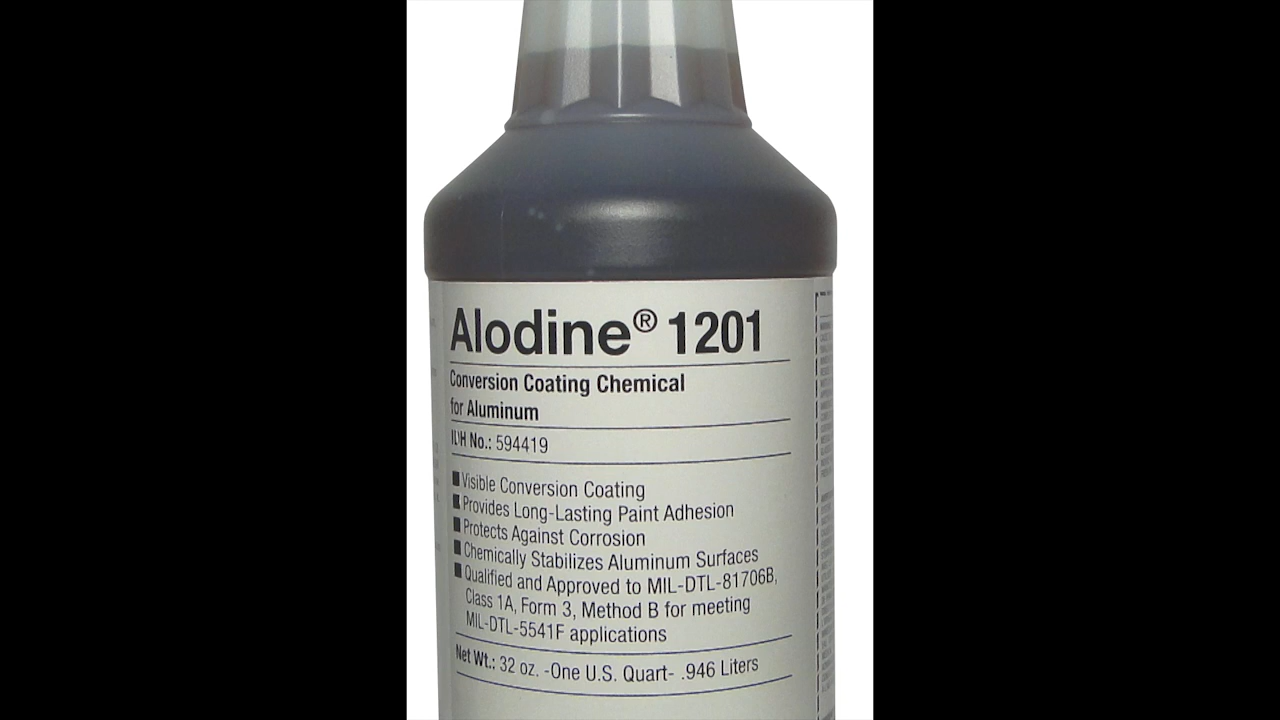 Alodine® 1201
Conversion Coating Chemical
for Aluminum
IDH No.: 594419
■ Visible Conversion Coating
■ Provides Long-Lasting Paint Adhesion
■ Protects Against Corrosion
■ Chemically Stabilizes Aluminum Surfaces
■ Qualified and Approved to MIL-DTL-81706B,
Class 1A, Form 3, Method B for meeting
MIL-DTL-5541F applications
Net Wt.: 32 oz. -One U.S. Quart- .946 Liters